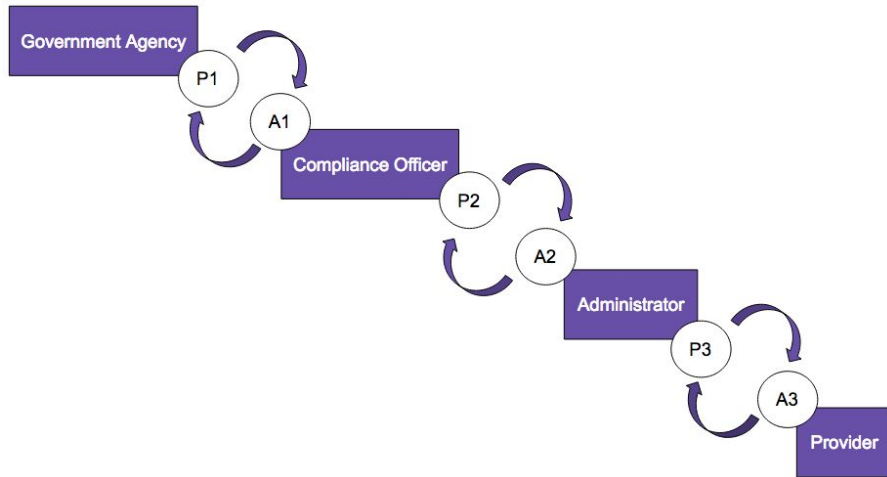 Government Agency
P1
A1
Compliance Officer
P2
A2
Administrator
P3
A3
Provider